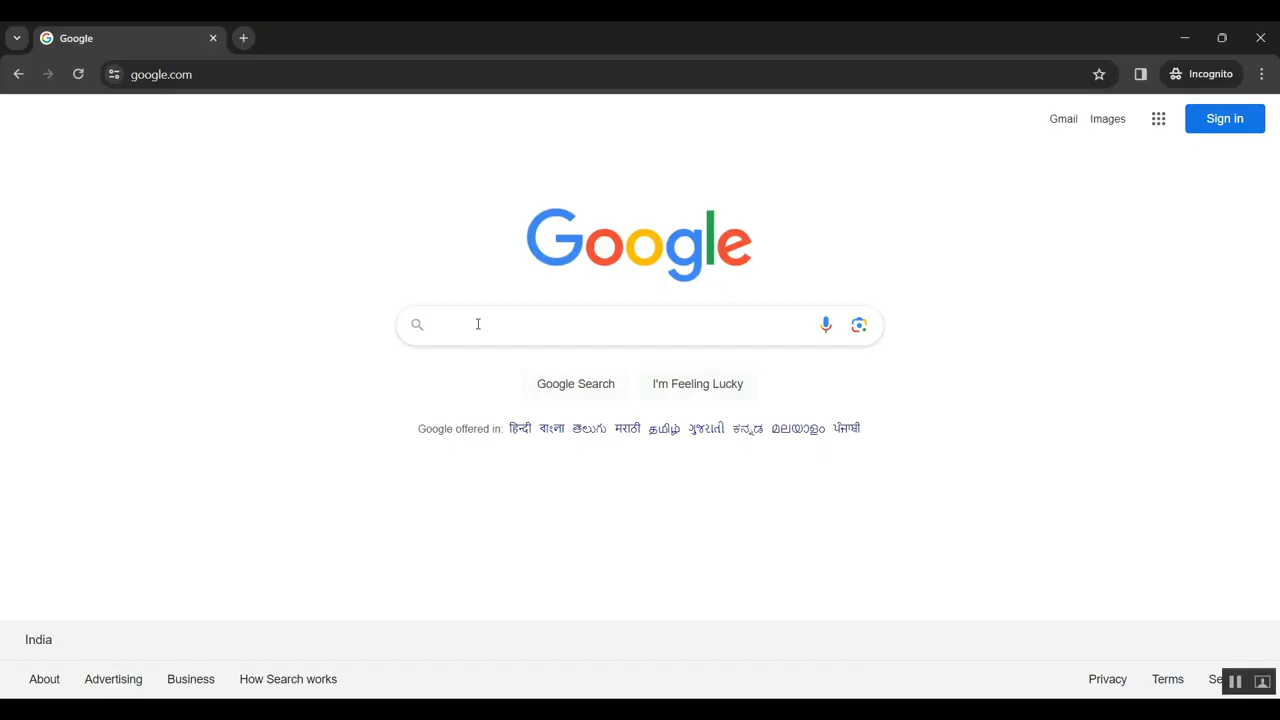 Google
google.com
Incognito
Gmail Images Sign in
Google
Google Search I'm Feeling Lucky
Google offered in: हिन्दी বাংলা తెలుగు मराठी தமிழ் ગુજરાતી ಕನ್ನಡ മലയാളം ਪੰਜਾਬੀ
India
About Advertising Business How Search works Privacy Terms Se